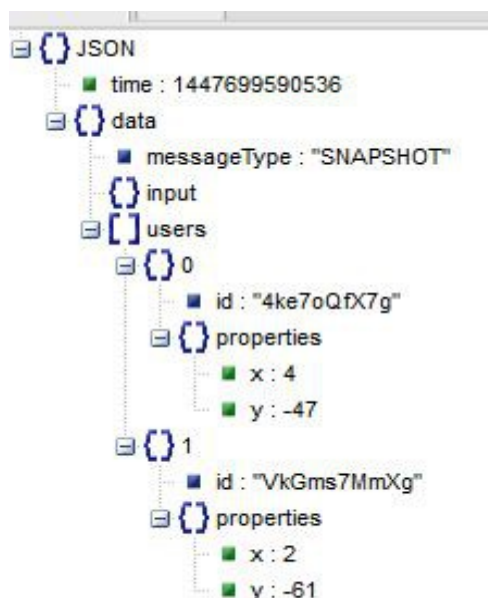 {} JSON
time : 1447699590536
{} data
messageType : "SNAPSHOT"
{} input
[] users
{} 0
id : "4ke7oQfX7g"
{} properties
x : 4
y : -47
{} 1
id : "VkGms7MmXg"
{} properties
x : 2
y : -61